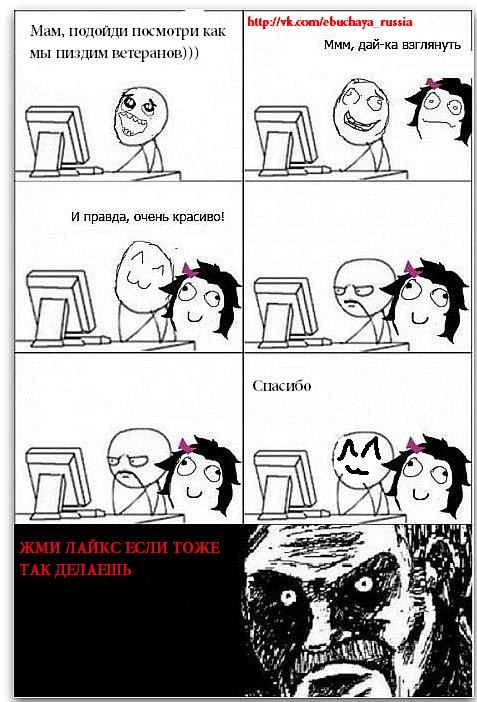 Мам, подойди посмотри как
мы пиздим ветеранов)))
http://vk.com/ebuchaya_russia
Ммм, дай-ка взглянуть
И правда, очень красиво!
Спасибо
ЖМИ ЛАЙКС ЕСЛИ ТОЖЕ
ТАК ДЕЛАЕШЬ